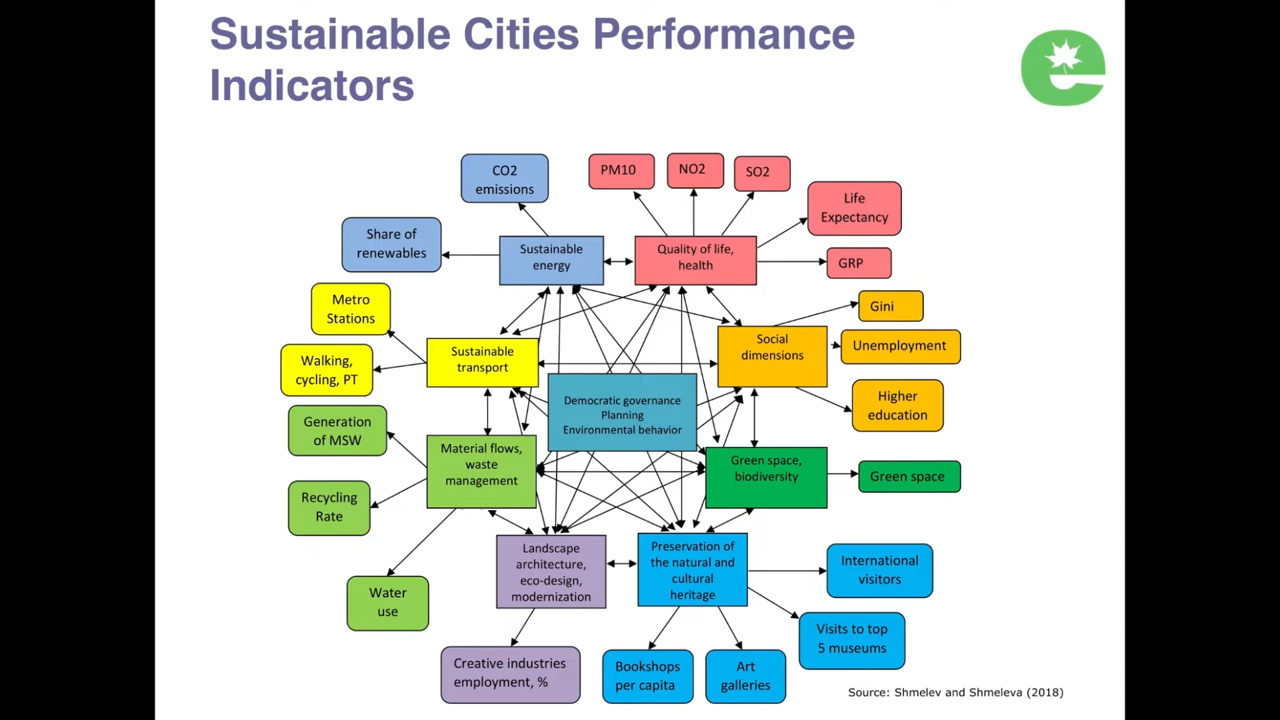 Sustainable Cities Performance
Indicators
CO2
emissions
PM10
NO2
SO2
Life
Expectancy
Share of
renewables
Sustainable
energy
Quality of life,
health
GRP
Metro
Stations
Gini
Sustainable
transport
Social
dimensions
Unemployment
Walking,
cycling, PT
Democratic governance
Planning
Environmental behavior
Higher
education
Generation
of MSW
Material flows,
waste
management
Green space,
biodiversity
Green space
Recycling
Rate
Landscape
architecture,
eco-design,
modernization
Preservation of
the natural and
cultural
heritage
International
visitors
Water
use
Visits to top
5 museums
Creative industries
employment, %
Bookshops
per capita
Art
galleries
Source: Shmelev and Shmeleva (2018)